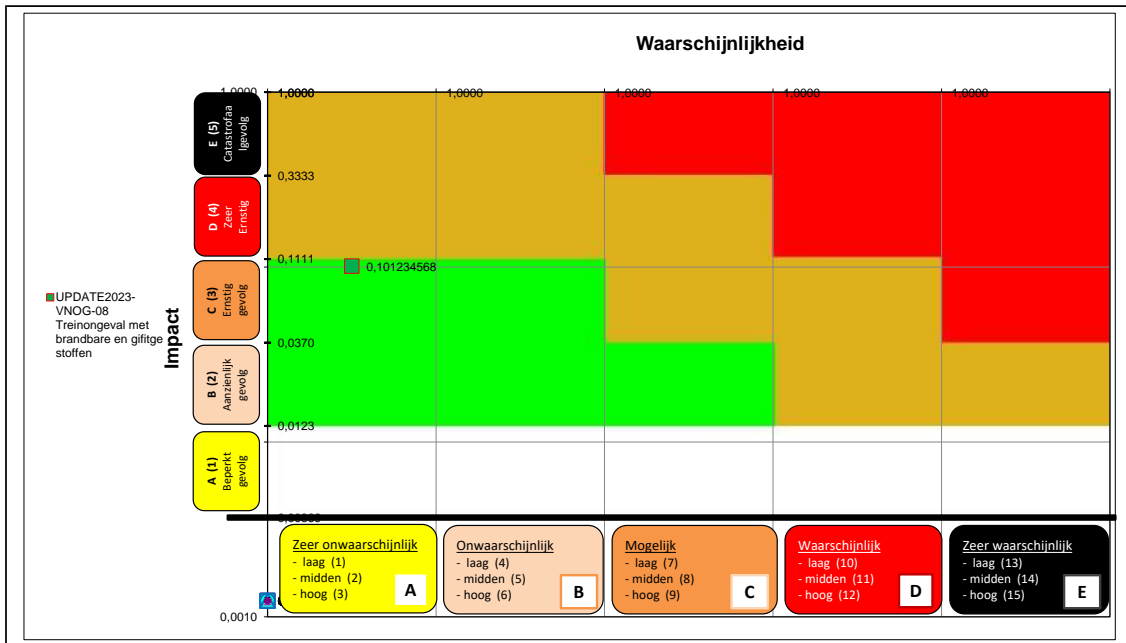 Waarschijnlijkheid
1,0000 1,0000 1,0000 1,0000 1,0000
E (5)
Catastrofaa
lgevolg
0,3333
D (4)
Zeer
Ernstig
0,1111
0,101234568
C (3)
Ernstig
gevolg
UPDATE2023-
VNOG-08
Treinongeval met
brandbare en gifitge
stoffen
Impact
0,0370
B (2)
Aanzienlijk
gevolg
0,0123
A (1)
Beperkt
gevolg
Zeer onwaarschijnlijk
- laag (1)
- midden (2)
- hoog (3)
A
Onwaarschijnlijk
- laag (4)
- midden (5)
- hoog (6)
B
Mogelijk
- laag (7)
- midden (8)
- hoog (9)
C
Waarschijnlijk
- laag (10)
- midden (11)
- hoog (12)
D
Zeer waarschijnlijk
- laag (13)
- midden (14)
- hoog (15)
E
0,0010